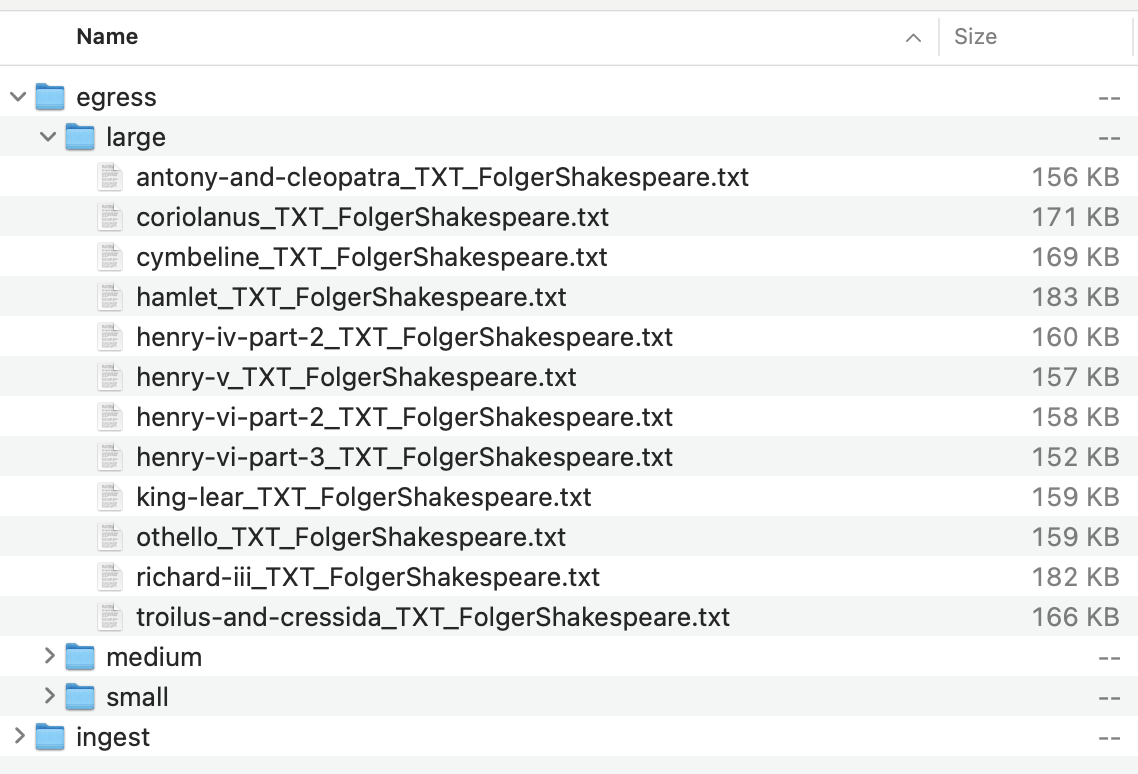 Name Size
egress --
large --
antony-and-cleopatra_TXT_FolgerShakespeare.txt 156 KB
coriolanus_TXT_FolgerShakespeare.txt 171 KB
cymbeline_TXT_FolgerShakespeare.txt 169 KB
hamlet_TXT_FolgerShakespeare.txt 183 KB
henry-iv-part-2_TXT_FolgerShakespeare.txt 160 KB
henry-v_TXT_FolgerShakespeare.txt 157 KB
henry-vi-part-2_TXT_FolgerShakespeare.txt 158 KB
henry-vi-part-3_TXT_FolgerShakespeare.txt 152 KB
king-lear_TXT_FolgerShakespeare.txt 159 KB
othello_TXT_FolgerShakespeare.txt 159 KB
richard-iii_TXT_FolgerShakespeare.txt 182 KB
troilus-and-cressida_TXT_FolgerShakespeare.txt 166 KB
medium --
small --
ingest --